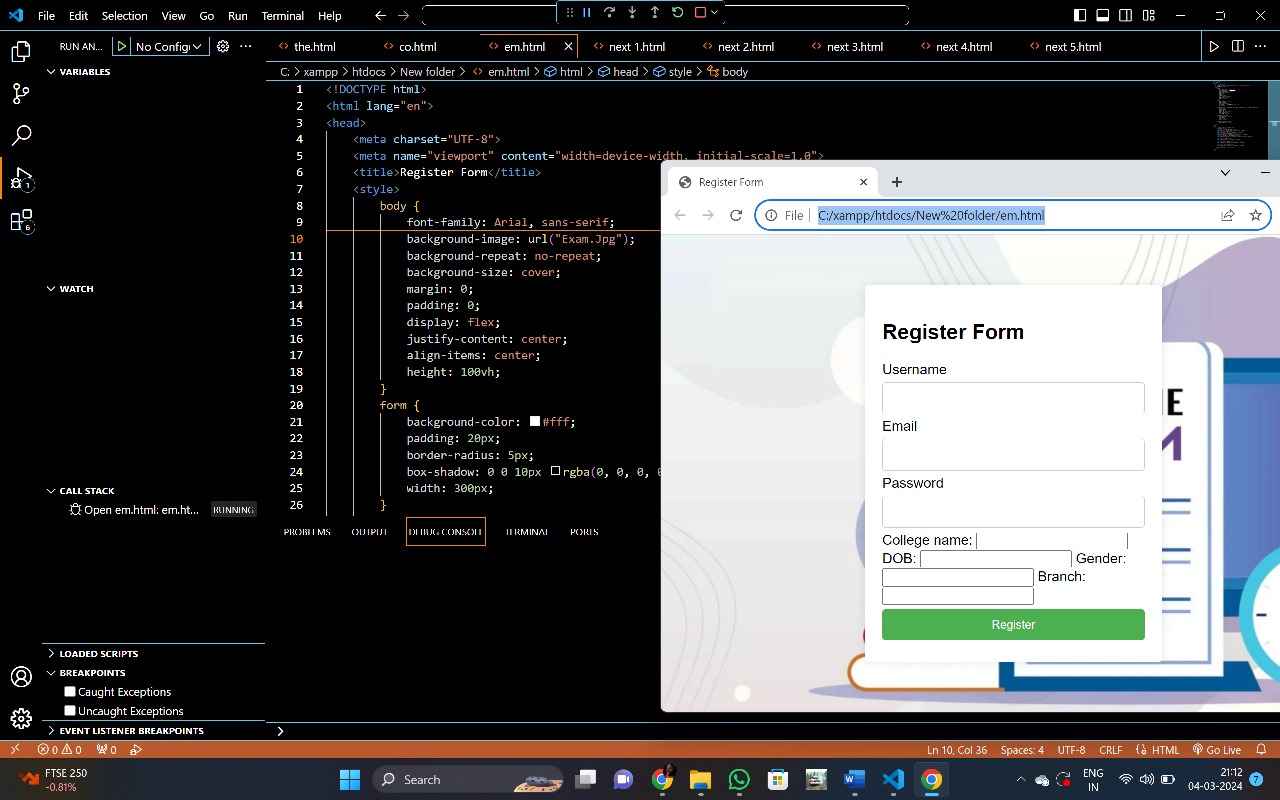 File Edit Selection View Go Run Terminal Help
RUN AN... No Config
the.html co.html em.html next 1.html next 2.html next 3.html next 4.html next 5.html
C: > xampp > htdocs > New folder > em.html > html > head > style > body
VARIABLES
WATCH
CALL STACK
Open em.html: em.ht... RUNNING
LOADED SCRIPTS
BREAKPOINTS
Caught Exceptions
Uncaught Exceptions
EVENT LISTENER BREAKPOINTS
1 <!DOCTYPE html>
2 <html lang="en">
3 <head>
4 <meta charset="UTF-8">
5 <meta name="viewport" content="width=device-width, initial-scale=1.0">
6 <title>Register Form</title>
7 <style>
8 body {
9 font-family: Arial, sans-serif;
10 background-image: url("Exam.Jpg");
11 background-repeat: no-repeat;
12 background-size: cover;
13 margin: 0;
14 padding: 0;
15 display: flex;
16 justify-content: center;
17 align-items: center;
18 height: 100vh;
19 }
20 form {
21 background-color: #fff;
22 padding: 20px;
23 border-radius: 5px;
24 box-shadow: 0 0 10px rgba(0, 0, 0, 0
25 width: 300px;
26 }
PROBLEMS OUTPUT DEBUG CONSOLE TERMINAL PORTS
Register Form
File C:/xampp/htdocs/New%20folder/em.html
Register Form
Username
Email
Password
College name:
DOB: Gender:
Branch:
Register
0 0 0 Ln 10, Col 36 Spaces: 4 UTF-8 CRLF HTML Go Live
FTSE 250
-0.81%
Search
ENG
IN
21:12
04-03-2024
7